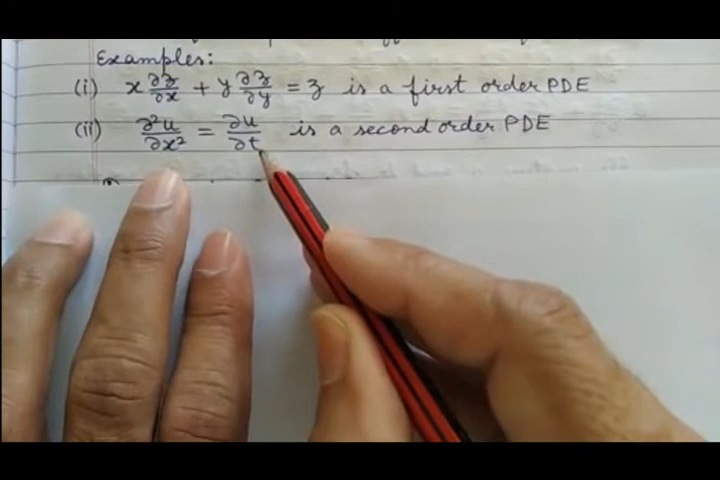 Examples:
(i) x ∂z/∂x + y ∂z/∂y = z is a first order PDE
(ii) ∂²u/∂x² = ∂u/∂t is a second order PDE